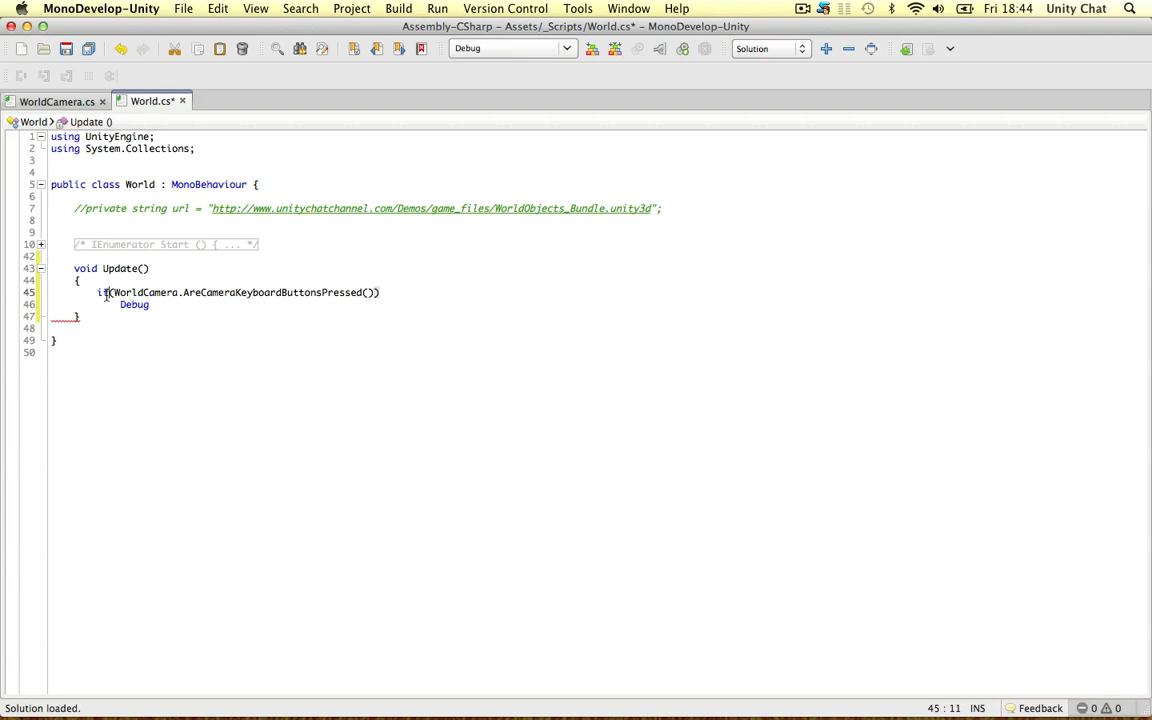 MonoDevelop-Unity File Edit View Search Project Build Run Version Control Tools Window Help Fri 18:44 Unity Chat
Assembly-CSharp – Assets/_Scripts/World.cs* – MonoDevelop-Unity
Debug Solution
WorldCamera.cs × World.cs* ×
World Update ()
1 using UnityEngine;
2 using System.Collections;
3
4
5 public class World : MonoBehaviour {
6
7 //private string url = "http://www.unitychatchannel.com/Demos/game_files/WorldObjects_Bundle.unity3d";
8
9
10 /* IEnumerator Start () { ... */
42
43 void Update()
44 {
45 if(WorldCamera.AreCameraKeyboardButtonsPressed())
46 Debug
47 }
48
49 }
50
Solution loaded. 45 : 11 INS Feedback 0 0